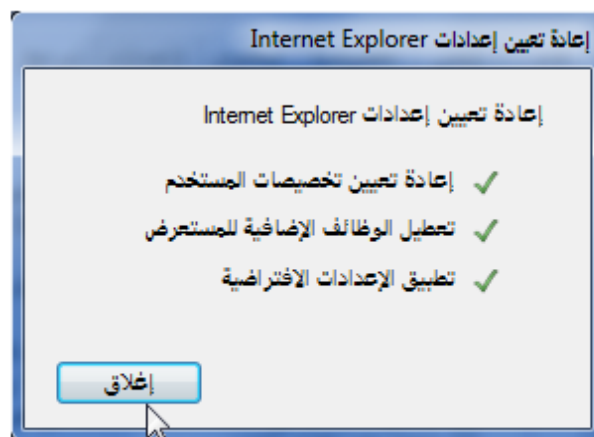 إعادة تعيين إعدادات Internet Explorer
إعادة تعيين إعدادات Internet Explorer
إعادة تعيين تخصيصات المستخدم
تعطيل الوظائف الإضافية للمستعرض
تطبيق الإعدادات الافتراضية
إغلاق